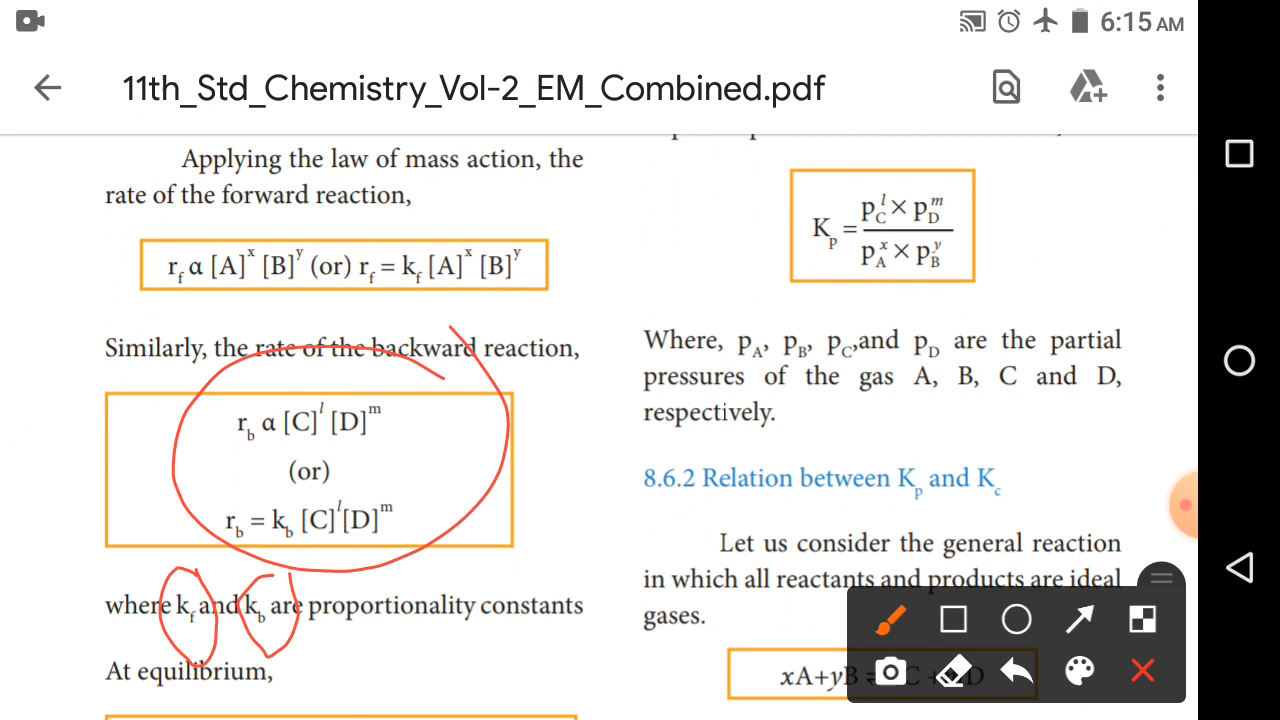 6:15 AM
11th_Std_Chemistry_Vol-2_EM_Combined.pdf
Applying the law of mass action, the
rate of the forward reaction,
r_f α [A]^x [B]^y (or) r_f = k_f [A]^x [B]^y
Similarly, the rate of the backward reaction,
r_b α [C]^l [D]^m
(or)
r_b = k_b [C]^l [D]^m
where k_f and k_b are proportionality constants
At equilibrium,
K_p = p_C^l × p_D^m / p_A^x × p_B^y
Where, p_A, p_B, p_C, and p_D are the partial
pressures of the gas A, B, C and D,
respectively.
8.6.2 Relation between K_p and K_c
Let us consider the general reaction
in which all reactants and products are ideal
gases.
xA+yB